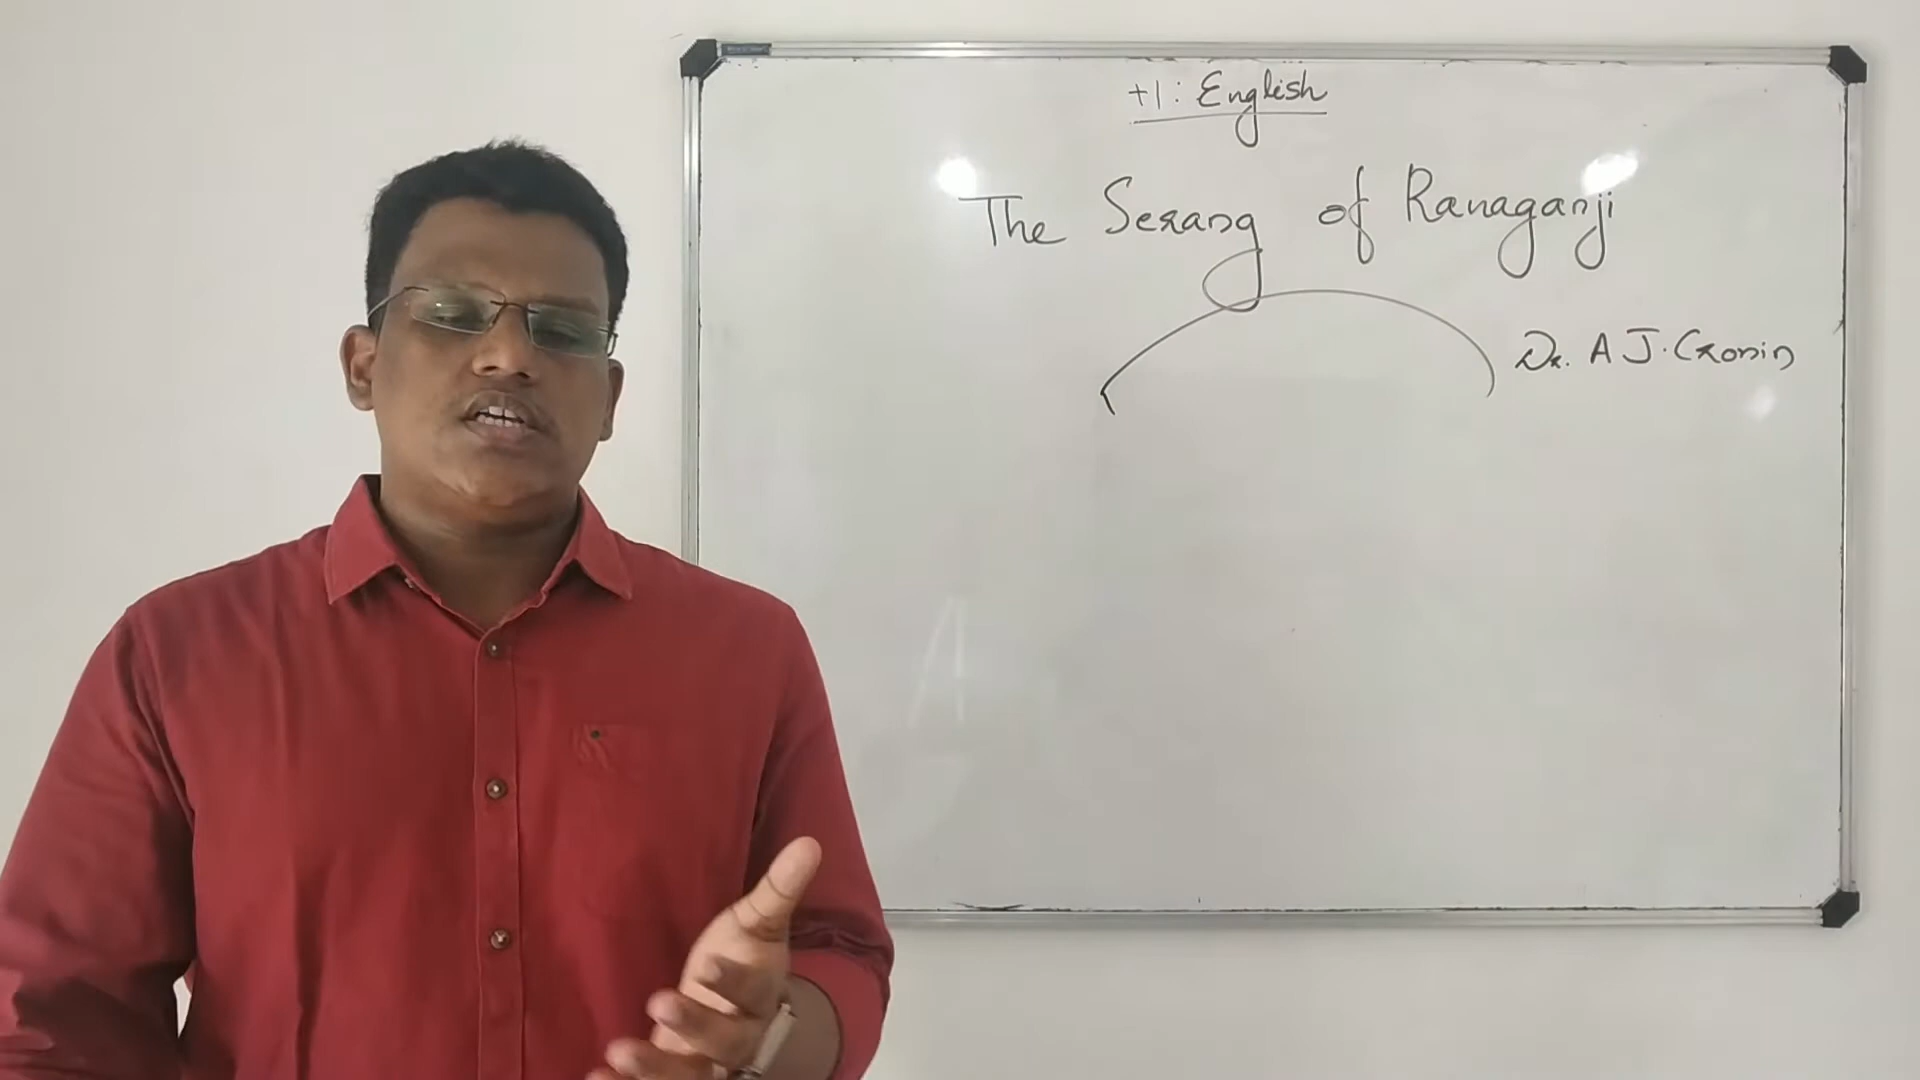 +1: English
The Serang of Ranaganji
Dr. A J. Cronin